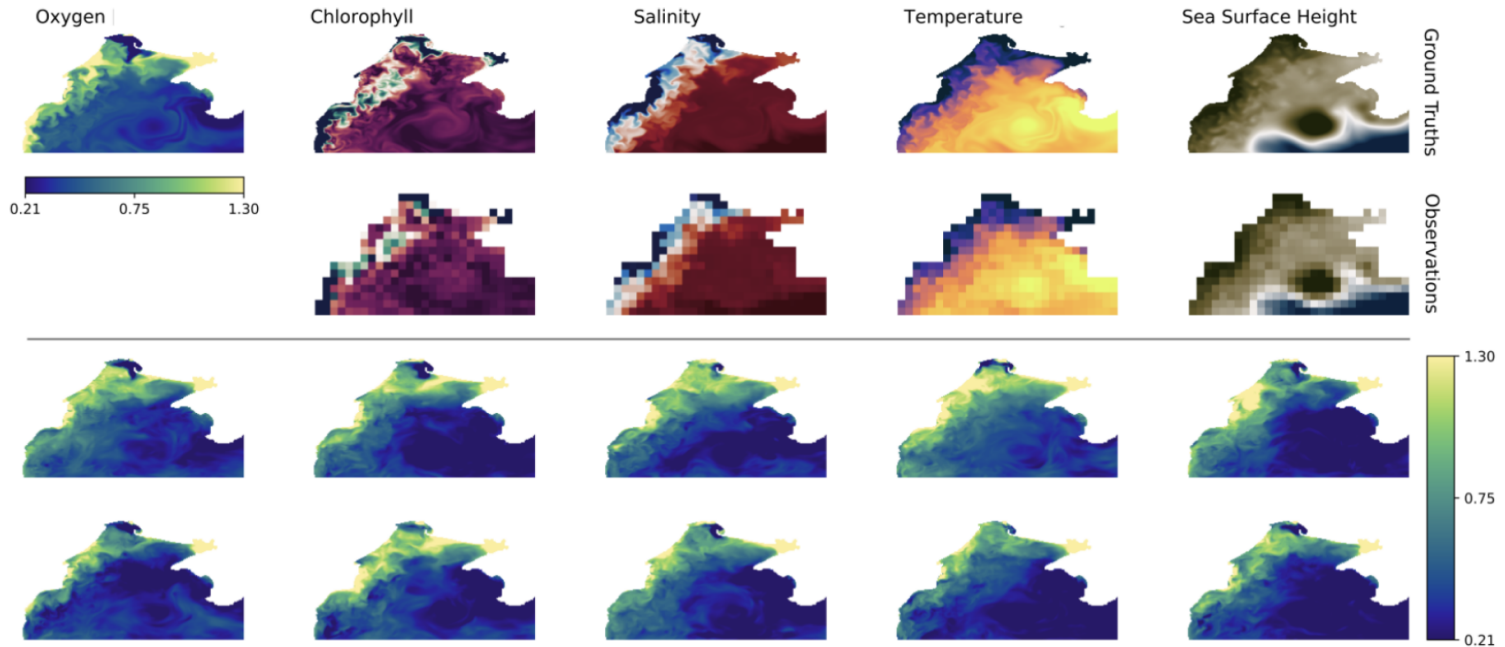 Oxygen
Chlorophyll
Salinity
Temperature
Sea Surface Height
Ground Truths
0.21
0.75
1.30
Observations
1.30
0.75
0.21